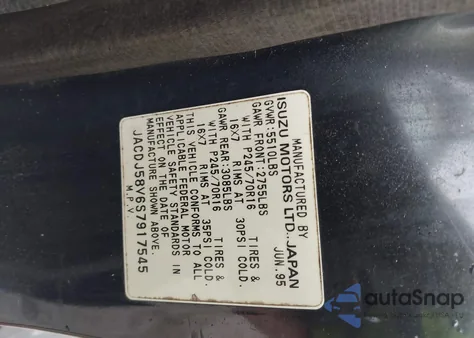 MANUFACTURED BY
ISUZU MOTORS LTD., JAPAN
JUN.95
GVWR:5510LBS
GAWR FRONT:2755LBS
WITH P245/70R16 TIRES &
16X7 RIMS AT 30PSI COLD.
GAWR REAR:3085LBS
WITH P245/70R16 TIRES &
16X7 RIMS AT 35PSI COLD.
THIS VEHICLE CONFORMS TO ALL
APPLICABLE FEDERAL MOTOR
VEHICLE SAFETY STANDARDS IN
EFFECT ON THE DATE OF
MANUFACTURE SHOWN ABOVE.
JACDJ58V8S7917545
M.P.V.
autoSnap